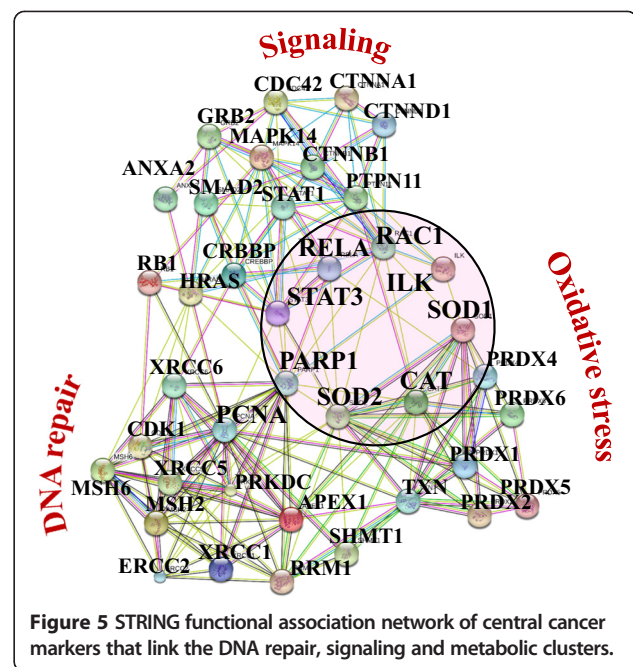 Signaling
CDC42 CTNNA1
CTNND1
GRB2
MAPK14
CTNNB1
ANXA2
SMAD2 STAT1 PTPN11
RAC1
CRBBP RELA
RB1
HRAS ILK
STAT3
SOD1
Oxidative stress
PARP1
XRCC6 PRDX4
SOD2 CAT
PRDX6
PCNA
CDK1
DNA repair
XRCC5 PRDX1
MSH6 PRKDC PRDX5
MSH2 APEX1 TXN PRDX2
SHMT1
ERCC2 XRCC1
RRM1
Figure 5 STRING functional association network of central cancer
markers that link the DNA repair, signaling and metabolic clusters.